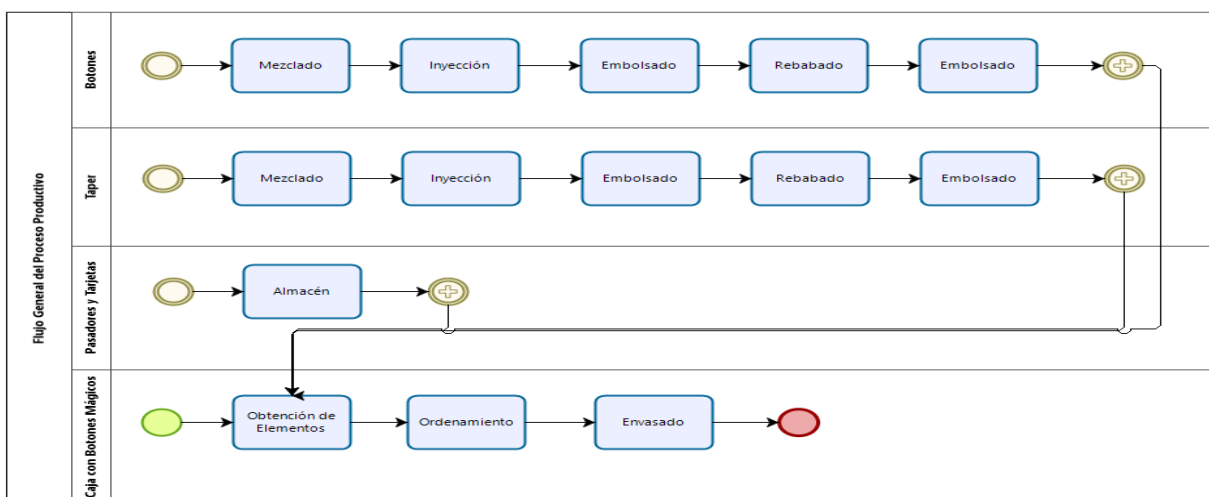 Flujo General del Proceso Productivo
Botones
Mezclado
Inyección
Embolsado
Rebabado
Embolsado
Taper
Mezclado
Inyección
Embolsado
Rebabado
Embolsado
Pasadores y Tarjetas
Almacén
Caja con Botones Mágicos
Obtención de
Elementos
Ordenamiento
Envasado